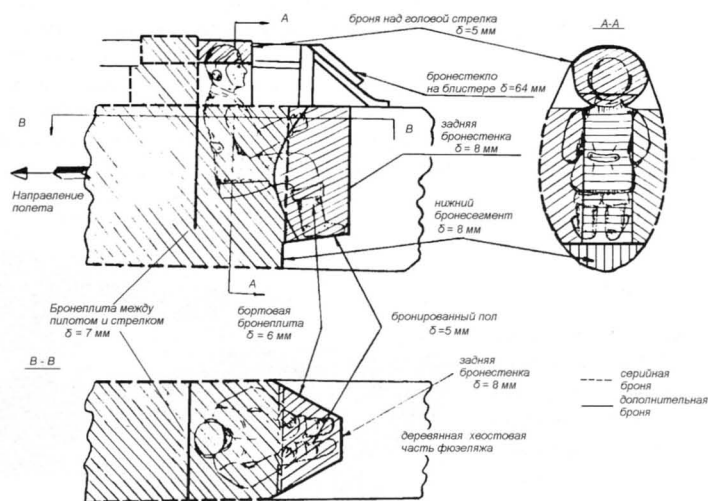 A
A
броня над головой стрелка
δ=5 мм
A-A
бронестекло
на блистере δ=64 мм
B
B
задняя
бронестенка
δ = 8 мм
Направление
полета
нижний
бронесегмент
δ = 8 мм
Бронеплита между
пилотом и стрелком
δ = 7 мм
бортовая
бронеплита
δ = 6 мм
бронированный пол
δ=5 мм
B - B
задняя
бронестенка
δ = 8 мм
серийная
броня
дополнительная
броня
деревянная хвостовая
часть фюзеляжа